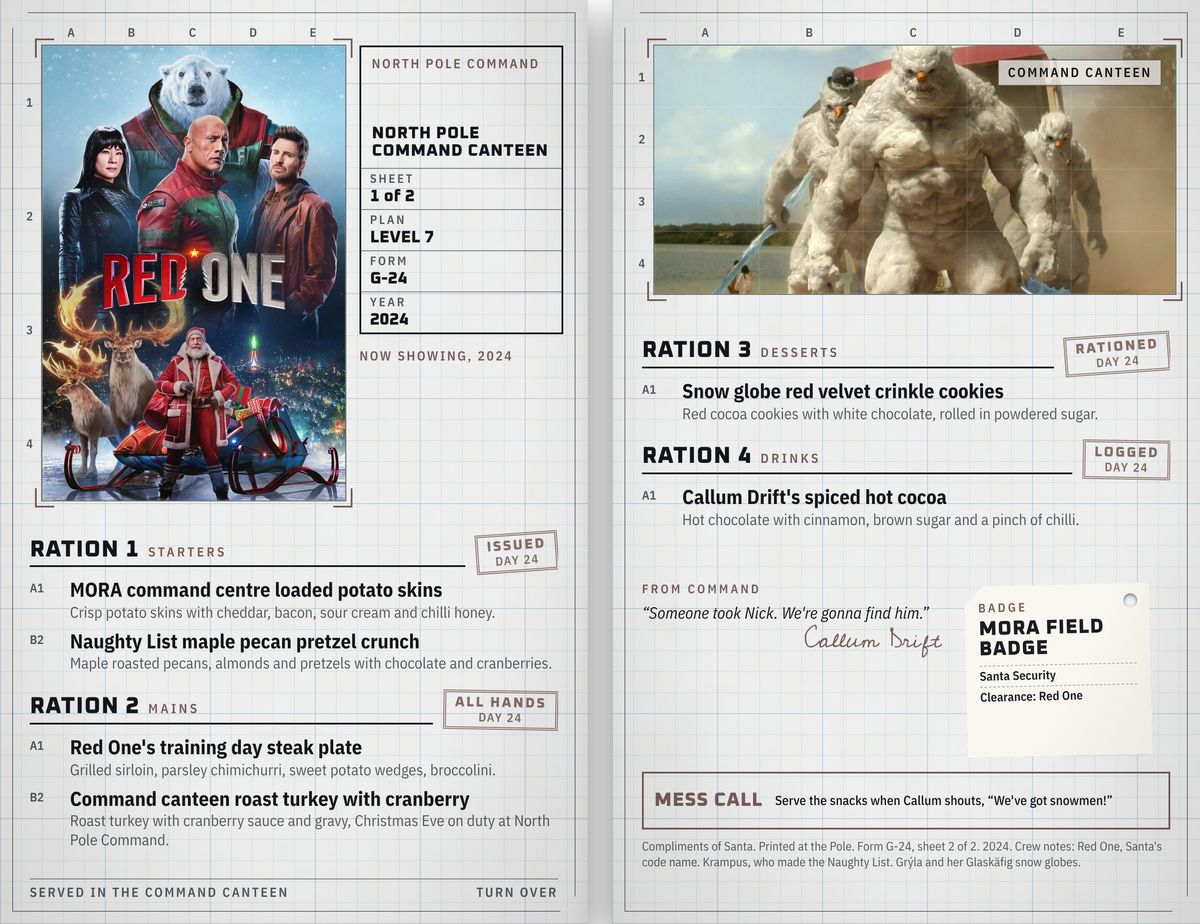 A B C D E
1
2
3
4
RED ONE
NORTH POLE COMMAND
NORTH POLE
COMMAND CANTEEN
SHEET
1 of 2
PLAN
LEVEL 7
FORM
G-24
YEAR
2024
NOW SHOWING, 2024
RATION 1 STARTERS
ISSUED
DAY 24
A1 MORA command centre loaded potato skins
Crisp potato skins with cheddar, bacon, sour cream and chilli honey.
B2 Naughty List maple pecan pretzel crunch
Maple roasted pecans, almonds and pretzels with chocolate and cranberries.
RATION 2 MAINS
ALL HANDS
DAY 24
A1 Red One's training day steak plate
Grilled sirloin, parsley chimichurri, sweet potato wedges, broccolini.
B2 Command canteen roast turkey with cranberry
Roast turkey with cranberry sauce and gravy, Christmas Eve on duty at North
Pole Command.
SERVED IN THE COMMAND CANTEEN TURN OVER
A B C D E
1
2
3
4
COMMAND CANTEEN
RATION 3 DESSERTS
RATIONED
DAY 24
A1 Snow globe red velvet crinkle cookies
Red cocoa cookies with white chocolate, rolled in powdered sugar.
RATION 4 DRINKS
LOGGED
DAY 24
A1 Callum Drift's spiced hot cocoa
Hot chocolate with cinnamon, brown sugar and a pinch of chilli.
FROM COMMAND
“Someone took Nick. We're gonna find him.”
Callum Drift
BADGE
MORA FIELD
BADGE
Santa Security
Clearance: Red One
MESS CALL Serve the snacks when Callum shouts, “We've got snowmen!”
Compliments of Santa. Printed at the Pole. Form G-24, sheet 2 of 2. 2024. Crew notes: Red One, Santa's
code name. Krampus, who made the Naughty List. Grýla and her Glaskäfig snow globes.